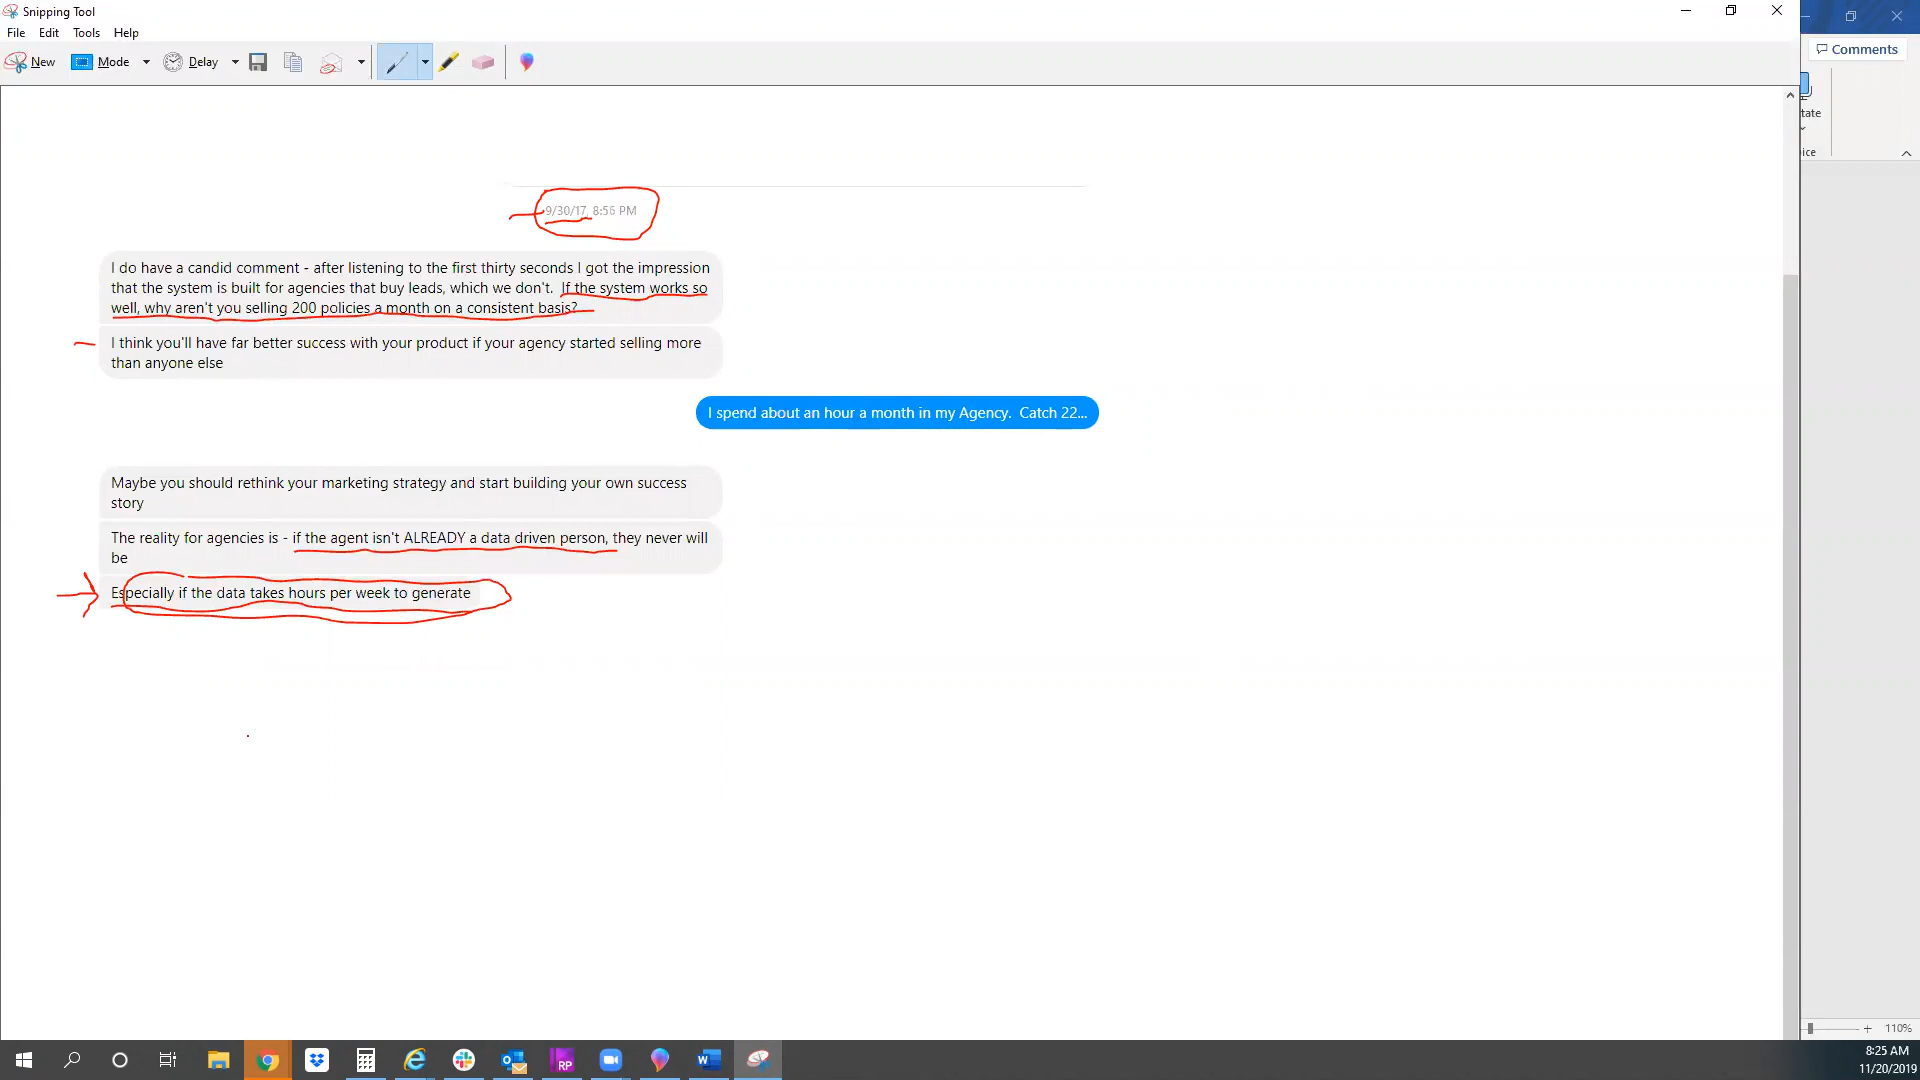 Snipping Tool
File Edit Tools Help
New Mode Delay
Comments
tate
ice
9/30/17, 8:56 PM
I do have a candid comment - after listening to the first thirty seconds I got the impression
that the system is built for agencies that buy leads, which we don't.  If the system works so
well, why aren't you selling 200 policies a month on a consistent basis?
I think you'll have far better success with your product if your agency started selling more
than anyone else
I spend about an hour a month in my Agency.  Catch 22...
Maybe you should rethink your marketing strategy and start building your own success
story
The reality for agencies is - if the agent isn't ALREADY a data driven person, they never will
be
Especially if the data takes hours per week to generate
110%
RP
8:25 AM
11/20/2019